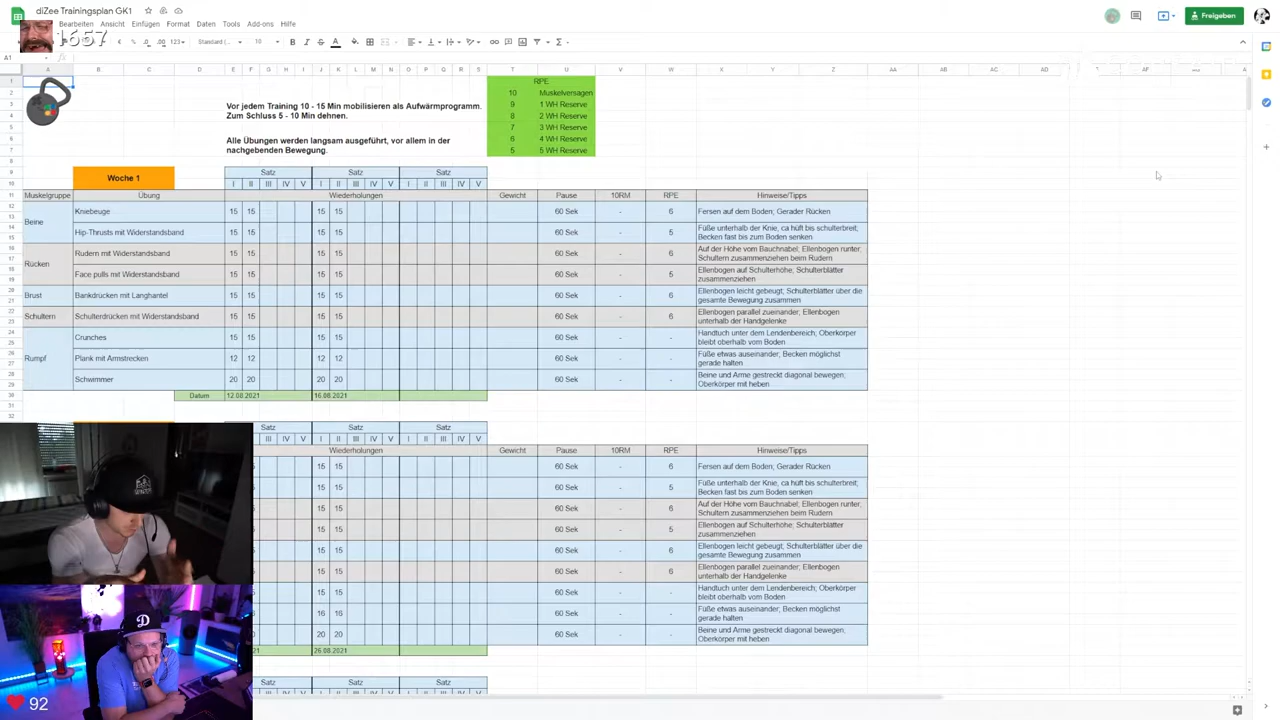 diZee Trainingsplan GK1
Bearbeiten Ansicht Einfügen Format Daten Tools Add-ons Hilfe
Freigeben
1657
Standard (... 10
A1
RPE
10 Muskelversagen
Vor jedem Training 10 - 15 Min mobilisieren als Aufwärmprogramm. 9 1 WH Reserve
Zum Schluss 5 - 10 Min dehnen. 8 2 WH Reserve
7 3 WH Reserve
Alle Übungen werden langsam ausgeführt, vor allem in der 6 4 WH Reserve
nachgebenden Bewegung. 5 5 WH Reserve
Woche 1 Satz Satz Satz
I II III IV V I II III IV V I II III IV V
Muskelgruppe Übung Wiederholungen Gewicht Pause 10RM RPE Hinweise/Tipps
Beine Kniebeuge 15 15 15 15 60 Sek - 6 Fersen auf dem Boden; Gerader Rücken
Hip-Thrusts mit Widerstandsband 15 15 15 15 60 Sek - 5 Füße unterhalb der Knie, ca hüft bis schulterbreit;
Becken fast bis zum Boden senken
Rücken Rudern mit Widerstandsband 15 15 15 15 60 Sek - 6 Auf der Höhe vom Bauchnabel; Ellenbogen runter;
Schultern zusammenziehen beim Rudern
Face pulls mit Widerstandsband 15 15 15 15 60 Sek - 5 Ellenbogen auf Schulterhöhe; Schulterblätter
zusammenziehen
Brust Bankdrücken mit Langhantel 15 15 15 15 60 Sek - 6 Ellenbogen leicht gebeugt; Schulterblätter über die
gesamte Bewegung zusammen
Schultern Schulterdrücken mit Widerstandsband 15 15 15 15 60 Sek - 6 Ellenbogen parallel zueinander; Ellenbogen
unterhalb der Handgelenke
Rumpf Crunches 15 15 15 15 60 Sek - - Handtuch unter dem Lendenbereich; Oberkörper
bleibt oberhalb vom Boden
Plank mit Armstrecken 12 12 12 12 60 Sek - - Füße etwas auseinander; Becken möglichst
gerade halten
Schwimmer 20 20 20 20 60 Sek - - Beine und Arme gestreckt diagonal bewegen;
Oberkörper mit heben
Datum 12.08.2021 16.08.2021
Satz Satz Satz
III IV V I II III IV V I II III IV V
Wiederholungen Gewicht Pause 10RM RPE Hinweise/Tipps
15 15 60 Sek - 6 Fersen auf dem Boden; Gerader Rücken
15 15 60 Sek - 5 Füße unterhalb der Knie, ca hüft bis schulterbreit;
Becken fast bis zum Boden senken
15 15 60 Sek - 6 Auf der Höhe vom Bauchnabel; Ellenbogen runter;
Schultern zusammenziehen beim Rudern
15 15 60 Sek - 5 Ellenbogen auf Schulterhöhe; Schulterblätter
zusammenziehen
15 15 60 Sek - 6 Ellenbogen leicht gebeugt; Schulterblätter über die
gesamte Bewegung zusammen
15 15 60 Sek - 6 Ellenbogen parallel zueinander; Ellenbogen
unterhalb der Handgelenke
15 15 60 Sek - - Handtuch unter dem Lendenbereich; Oberkörper
bleibt oberhalb vom Boden
16 16 60 Sek - - Füße etwas auseinander; Becken möglichst
gerade halten
20 20 60 Sek - - Beine und Arme gestreckt diagonal bewegen;
Oberkörper mit heben
26.08.2021
Satz Satz Satz
92